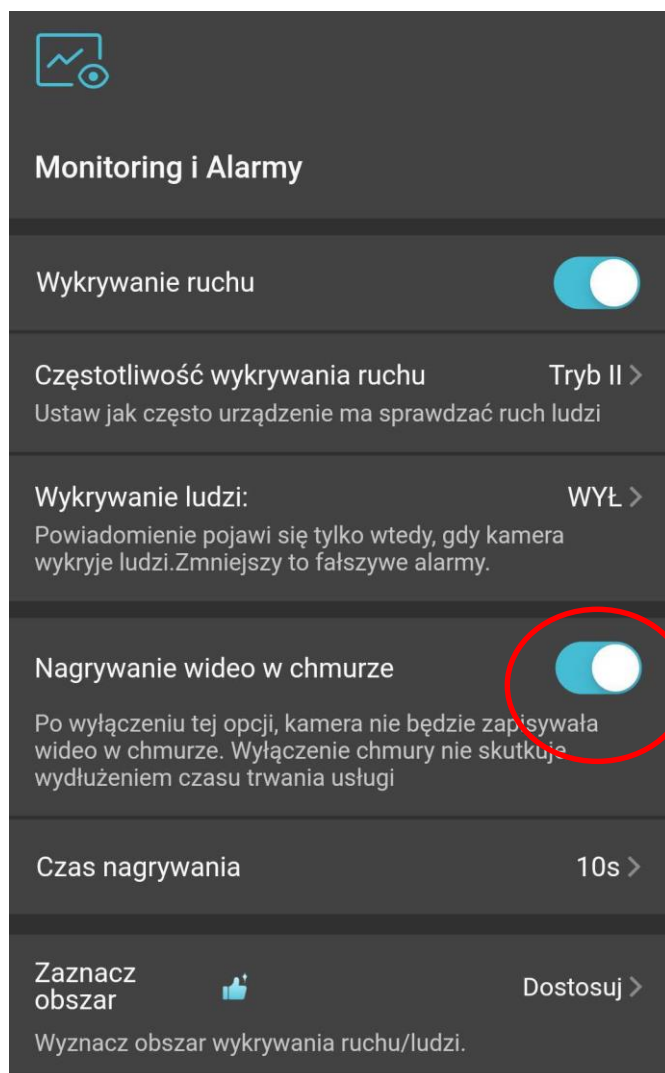 Monitoring i Alarmy
Wykrywanie ruchu
Częstotliwość wykrywania ruchu Tryb II >
Ustaw jak często urządzenie ma sprawdzać ruch ludzi
Wykrywanie ludzi: WYŁ >
Powiadomienie pojawi się tylko wtedy, gdy kamera
wykryje ludzi.Zmniejszy to fałszywe alarmy.
Nagrywanie wideo w chmurze
Po wyłączeniu tej opcji, kamera nie będzie zapisywała
wideo w chmurze. Wyłączenie chmury nie skutkuje
wydłużeniem czasu trwania usługi
Czas nagrywania 10s >
Zaznacz
obszar Dostosuj >
Wyznacz obszar wykrywania ruchu/ludzi.